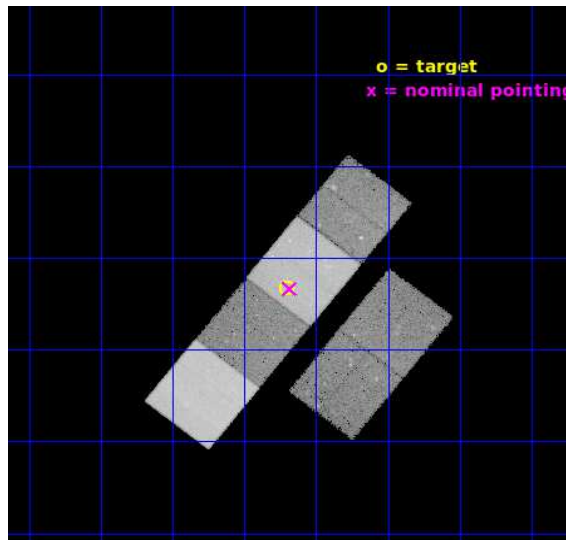 o = target
x = nominal pointing